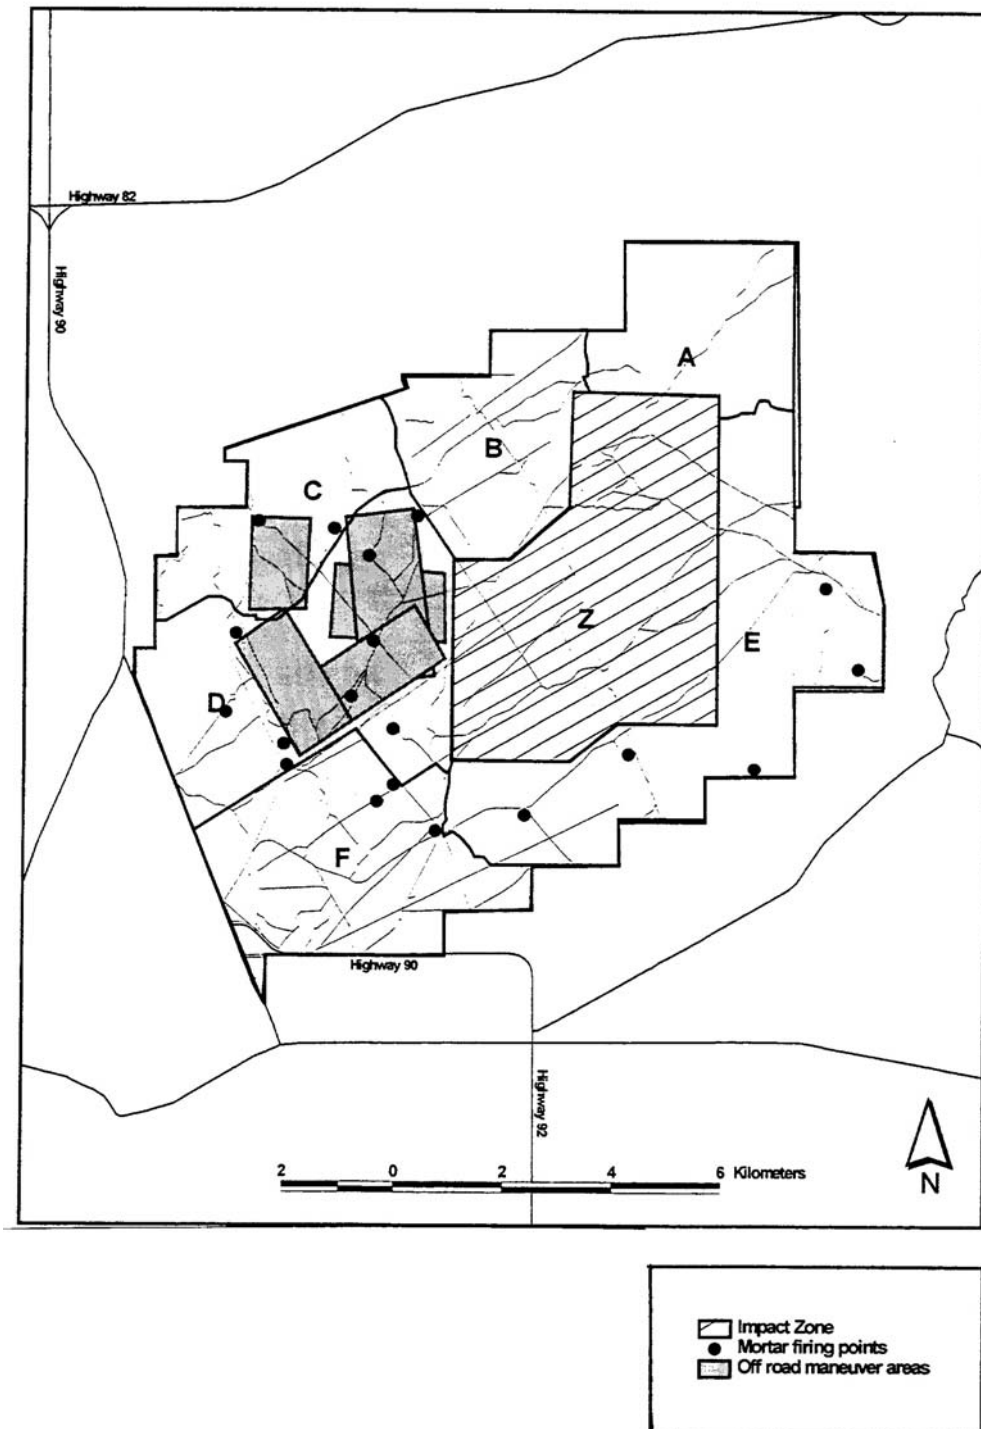 Highway 82
Highway 90
A
B
C
Z
E
D
F
Highway 90
Highway 92
2 0 2 4 6 Kilometers
N
Impact Zone
Mortar firing points
Off road maneuver areas